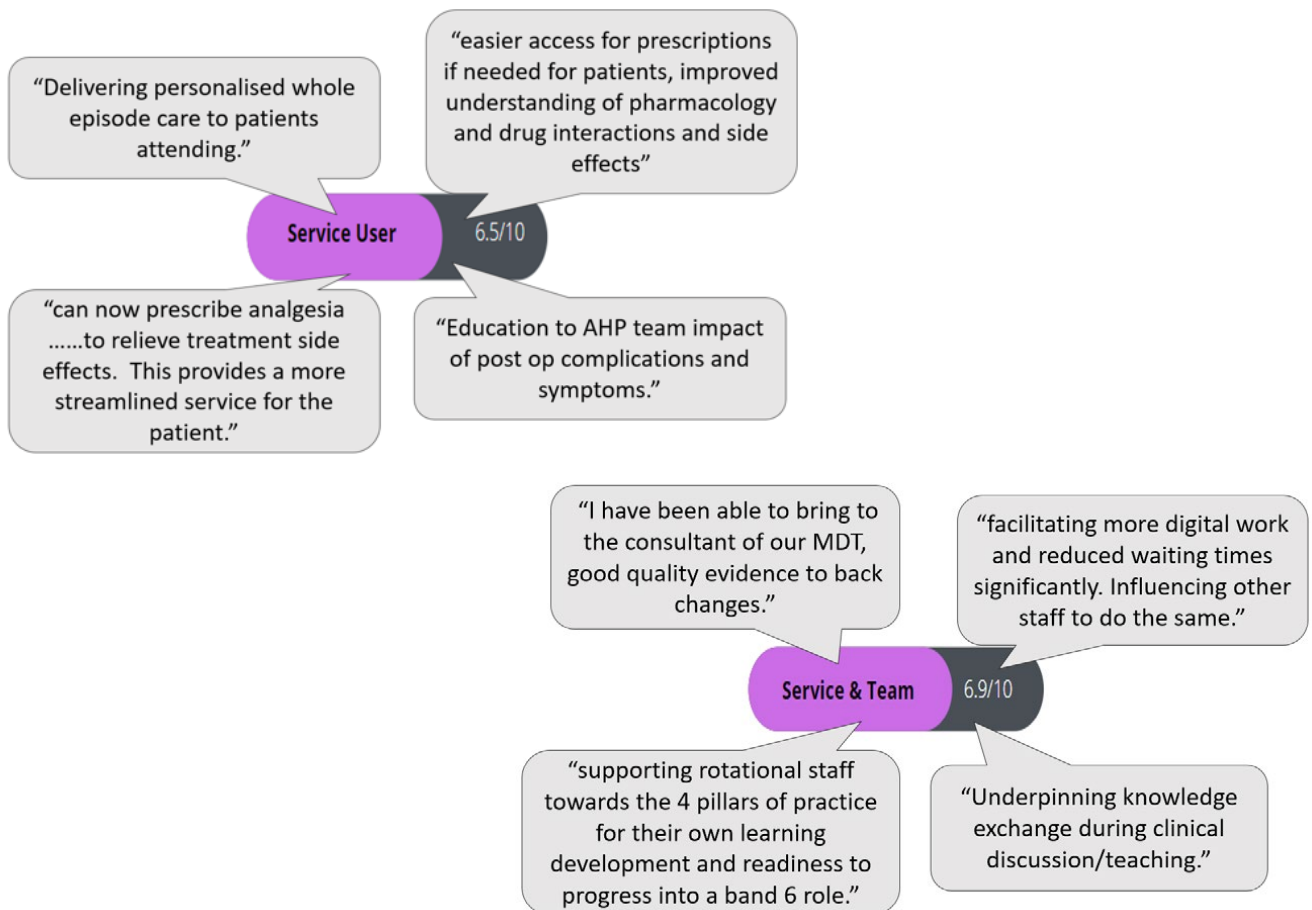 “Delivering personalised whole
episode care to patients
attending.”
“easier access for prescriptions
if needed for patients, improved
understanding of pharmacology
and drug interactions and side
effects”
Service User
6.5/10
“can now prescribe analgesia
......to relieve treatment side
effects.  This provides a more
streamlined service for the
patient.”
“Education to AHP team impact
of post op complications and
symptoms.”
“I have been able to bring to
the consultant of our MDT,
good quality evidence to back
changes.”
“facilitating more digital work
and reduced waiting times
significantly. Influencing other
staff to do the same.”
Service & Team
6.9/10
“supporting rotational staff
towards the 4 pillars of practice
for their own learning
development and readiness to
progress into a band 6 role.”
“Underpinning knowledge
exchange during clinical
discussion/teaching.”